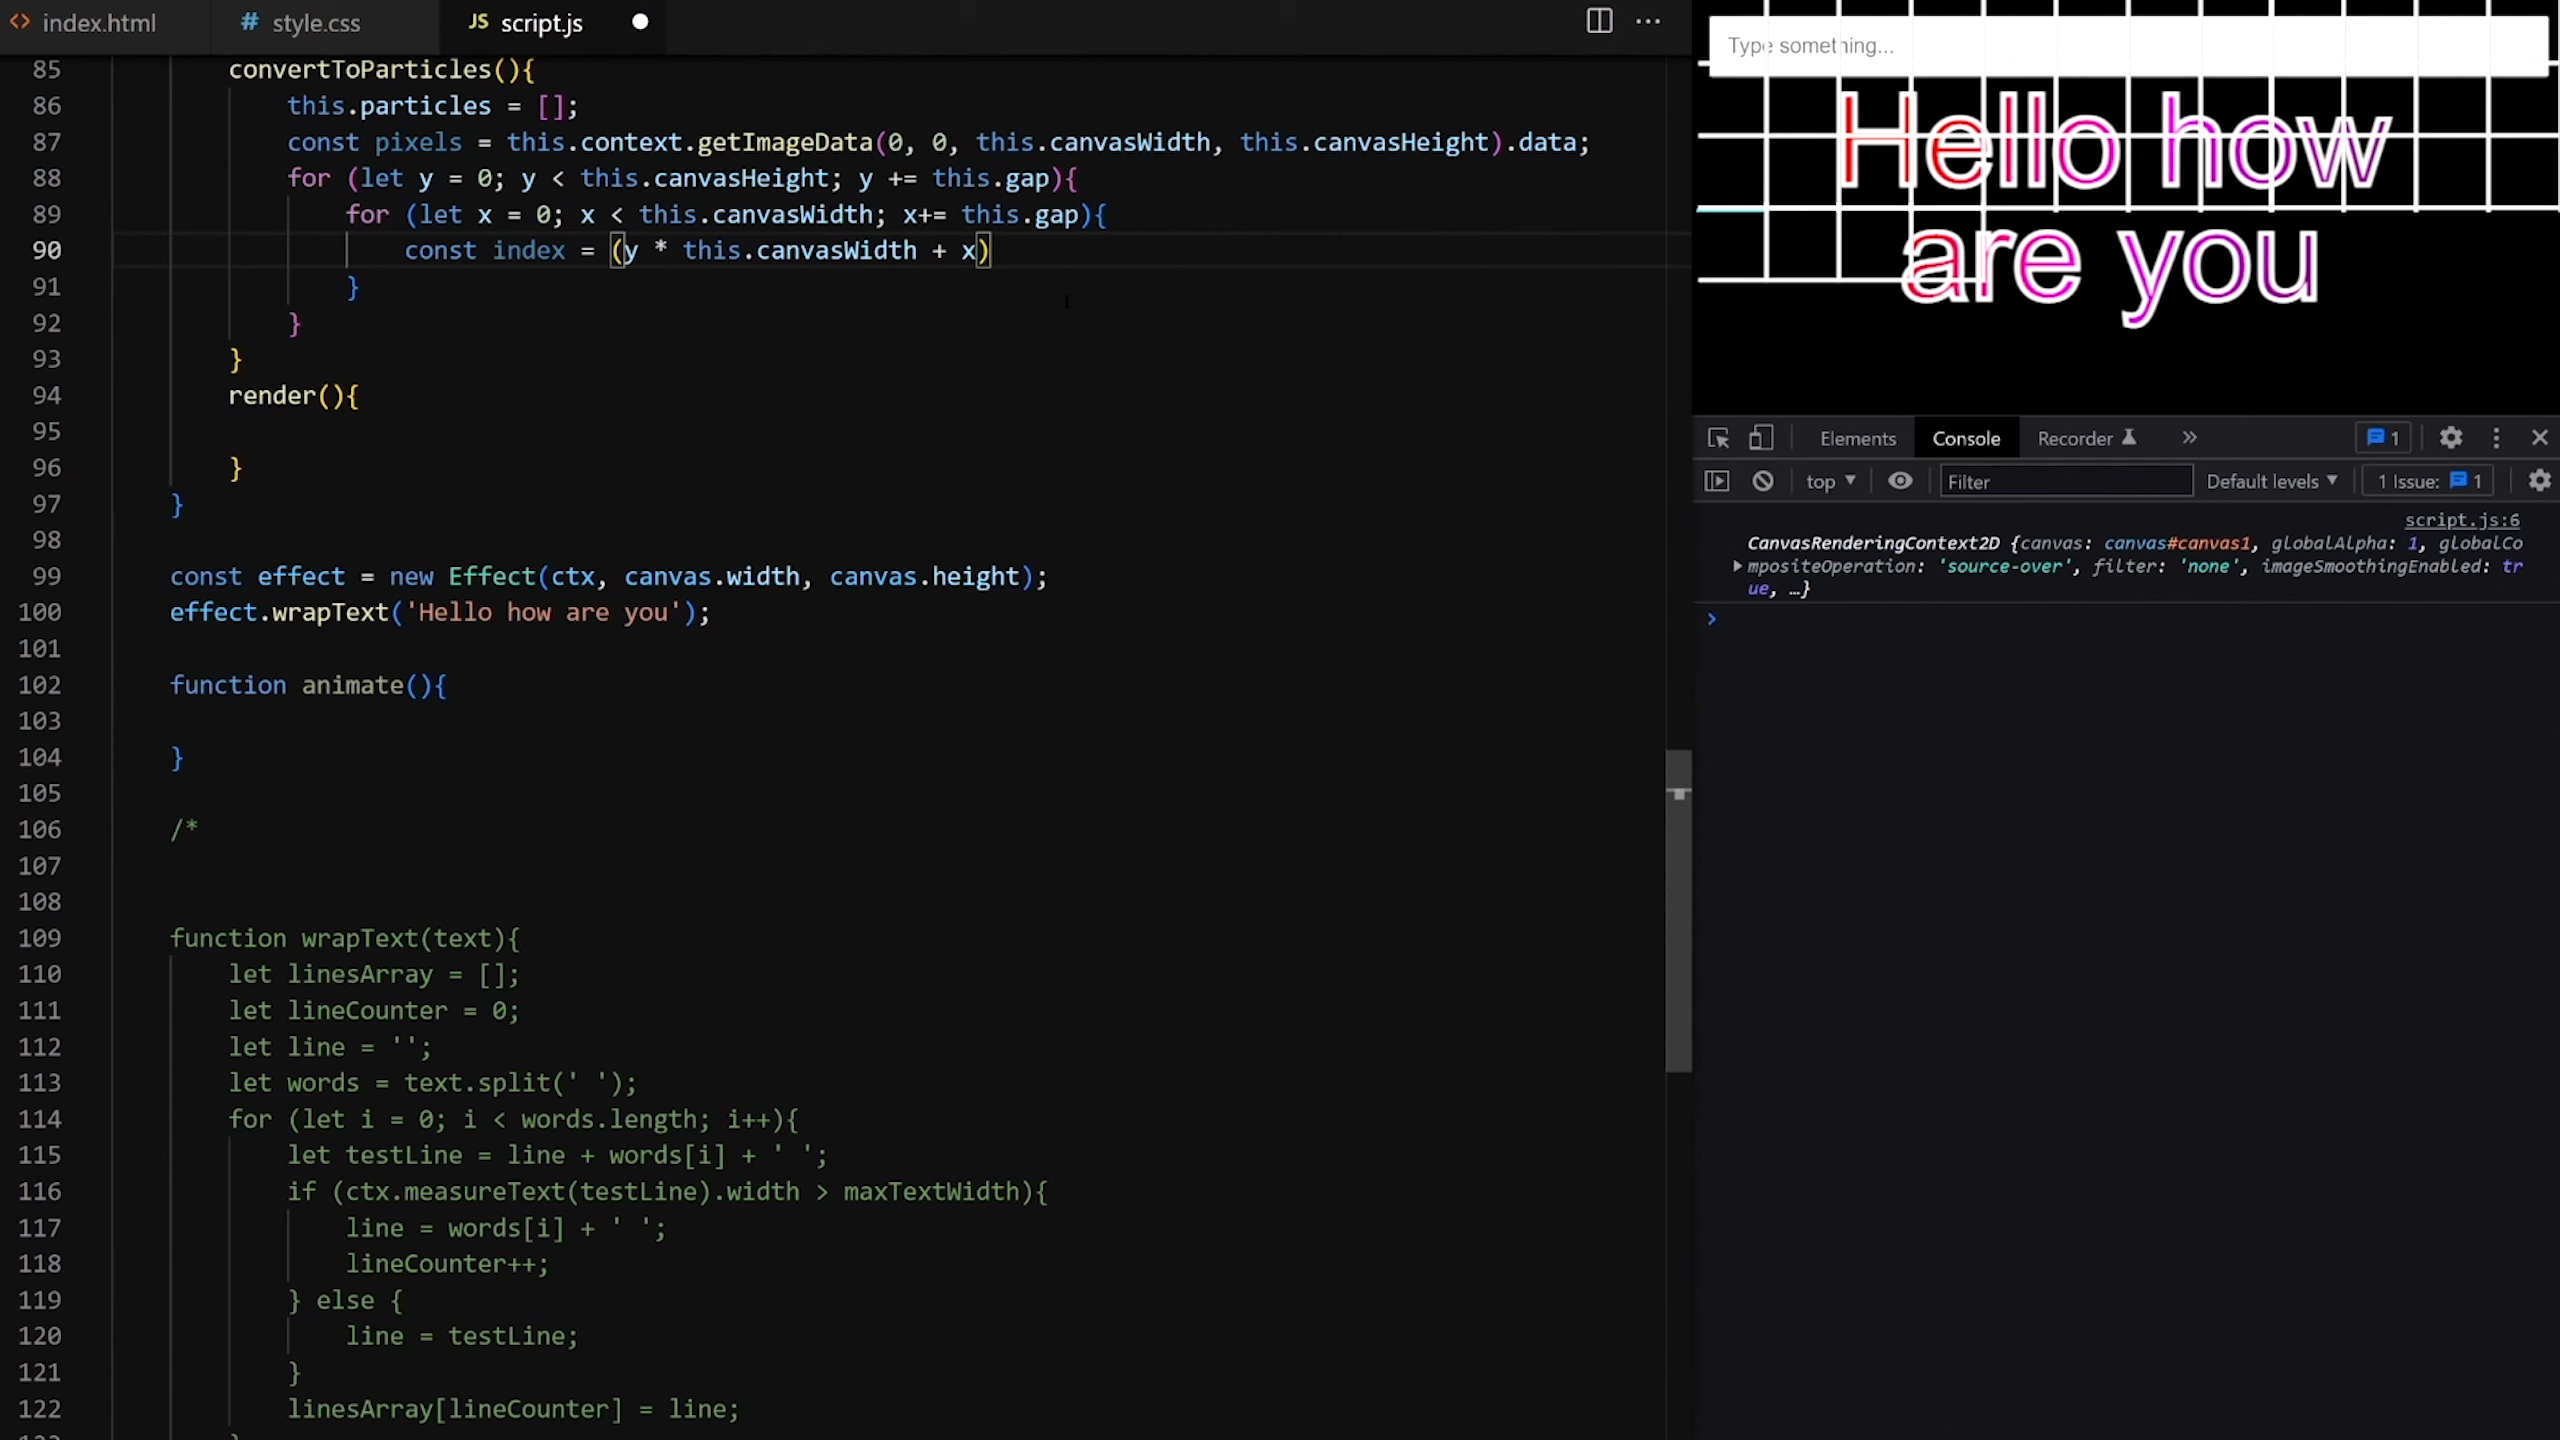 index.html
# style.css
JS script.js
85 convertToParticles(){
86 this.particles = [];
87 const pixels = this.context.getImageData(0, 0, this.canvasWidth, this.canvasHeight).data;
88 for (let y = 0; y < this.canvasHeight; y += this.gap){
89 for (let x = 0; x < this.canvasWidth; x+= this.gap){
90 const index = (y * this.canvasWidth + x)
91 }
92 }
93 }
94 render(){
95
96 }
97 }
98
99 const effect = new Effect(ctx, canvas.width, canvas.height);
100 effect.wrapText('Hello how are you');
101
102 function animate(){
103
104 }
105
106 /*
107
108
109 function wrapText(text){
110 let linesArray = [];
111 let lineCounter = 0;
112 let line = '';
113 let words = text.split(' ');
114 for (let i = 0; i < words.length; i++){
115 let testLine = line + words[i] + ' ';
116 if (ctx.measureText(testLine).width > maxTextWidth){
117 line = words[i] + ' ';
118 lineCounter++;
119 } else {
120 line = testLine;
121 }
122 linesArray[lineCounter] = line;
Type something...
Hello how
are you
Elements Console Recorder » 1
top Filter Default levels 1 Issue: 1
script.js:6
CanvasRenderingContext2D {canvas: canvas#canvas1, globalAlpha: 1, globalCo
mpositeOperation: 'source-over', filter: 'none', imageSmoothingEnabled: tr
ue, …}